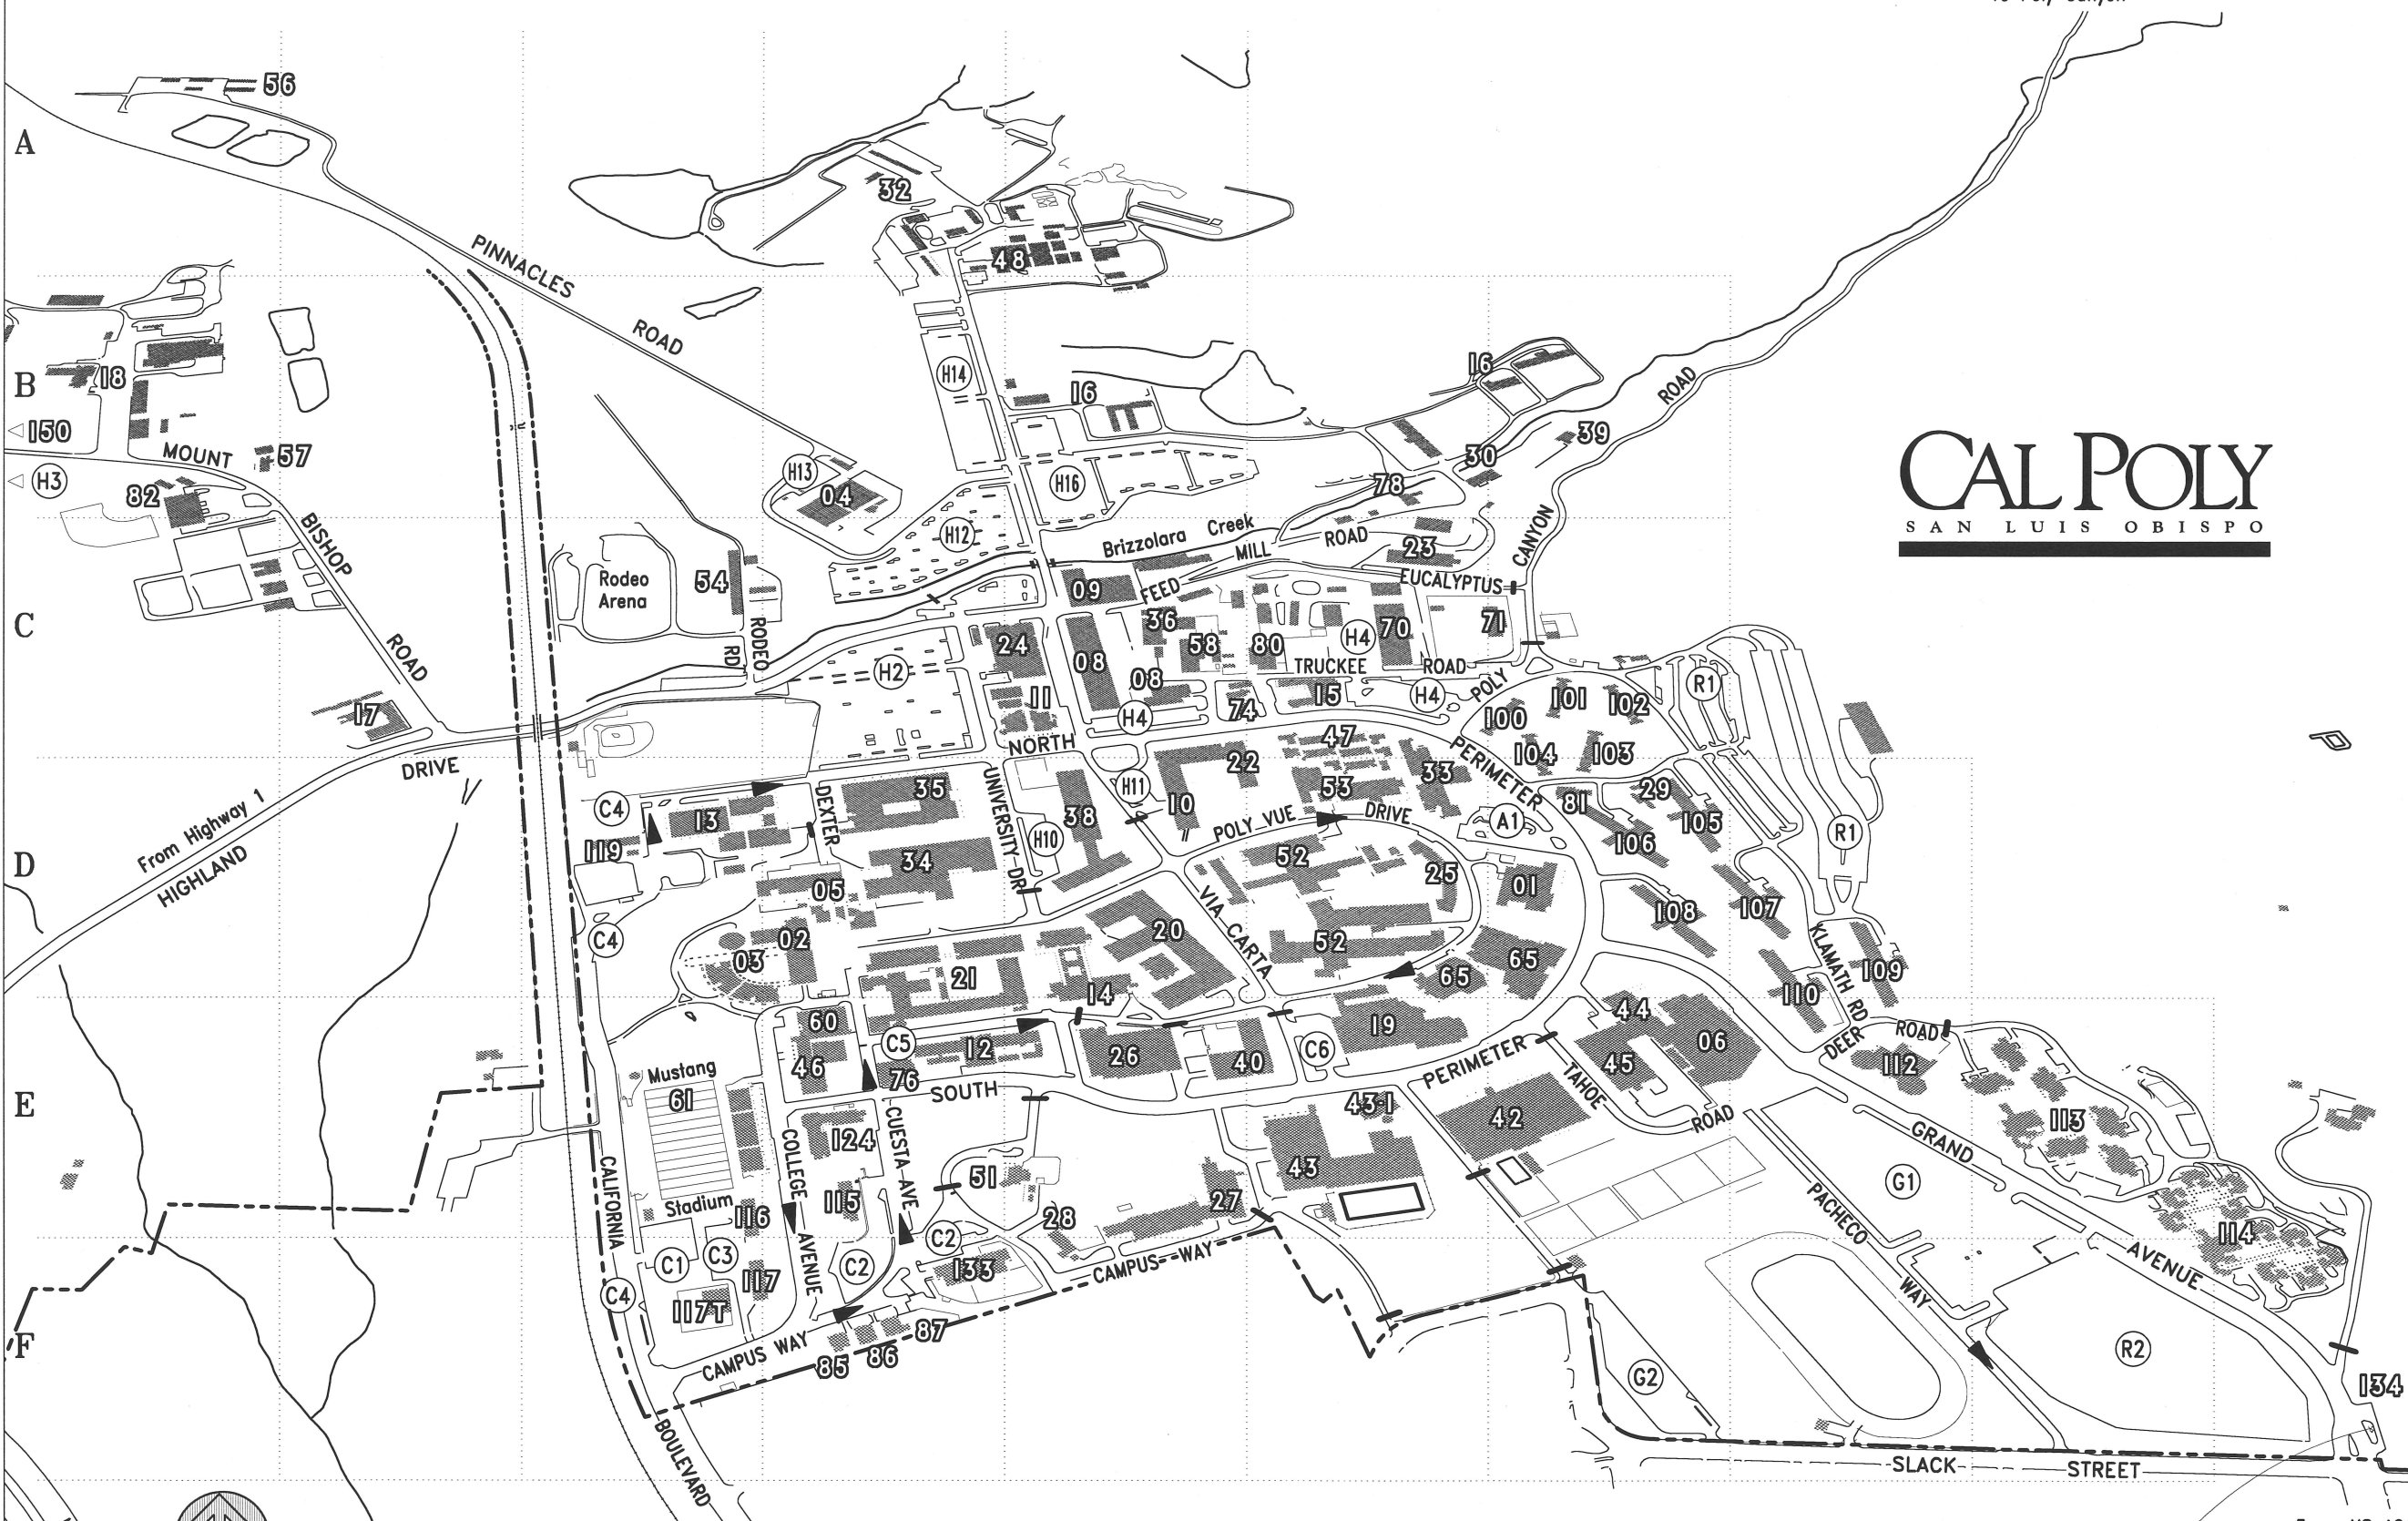 A
56
32
48
PINNACLES
ROAD
B
18
150
H3
MOUNT
57
82
BISHOP
ROAD
H14
16
16
ROAD
39
30
78
H13
04
H16
H12
Brizzolara Creek
MILL
ROAD
23
CANYON
CAL POLY
SAN LUIS OBISPO
C
Rodeo
Arena
54
RODEO
RD
09
FEED
EUCALYPTUS
36
58
80
H4
70
71
24
08
08
H2
TRUCKEE
ROAD
11
H4
74
15
H4
POLY
100
101
102
R1
17
NORTH
47
104
103
DRIVE
From Highway 1
HIGHLAND
22
53
33
PERIMETER
C4
13
DEXTER
35
UNIVERSITY DR
H11
10
38
H10
POLY VUE
DRIVE
A1
81
29
105
106
R1
D
119
34
05
52
25
01
108
107
C4
02
03
20
VIA CARTA
52
65
65
KLAMATH RD
109
110
21
14
60
C5
12
46
76
26
40
C6
19
44
45
06
DEER
ROAD
112
E
Mustang
61
Stadium
SOUTH
PERIMETER
TAHOE
ROAD
43-1
42
43
113
GRAND
AVENUE
G1
PACHECO
WAY
114
124
COLLEGE
AVENUE
CUESTA AVE
CALIFORNIA
BOULEVARD
115
116
51
28
27
C1
C3
C2
C2
133
CAMPUS WAY
117
117T
C4
F
CAMPUS WAY
85
86
87
G2
R2
134
SLACK
STREET